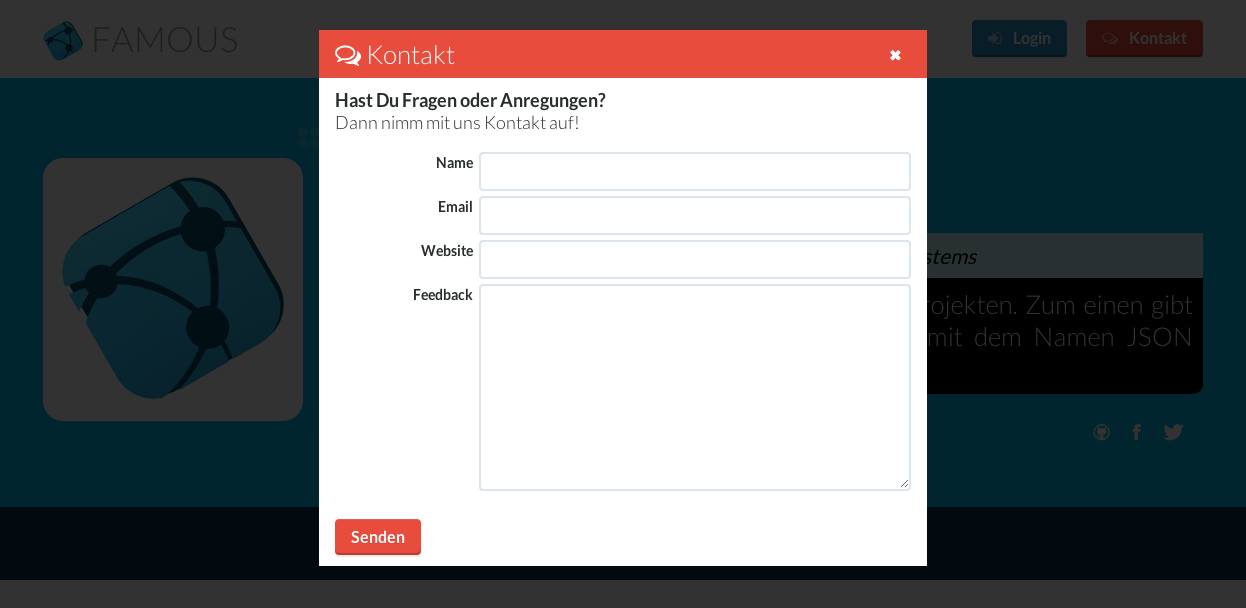 FAMOUS
Login
Kontakt
Kontakt
Hast Du Fragen oder Anregungen?
Dann nimm mit uns Kontakt auf!
Name
Email
Website
Feedback
Senden
stems
rojekten. Zum einen gibt
mit dem Namen JSON